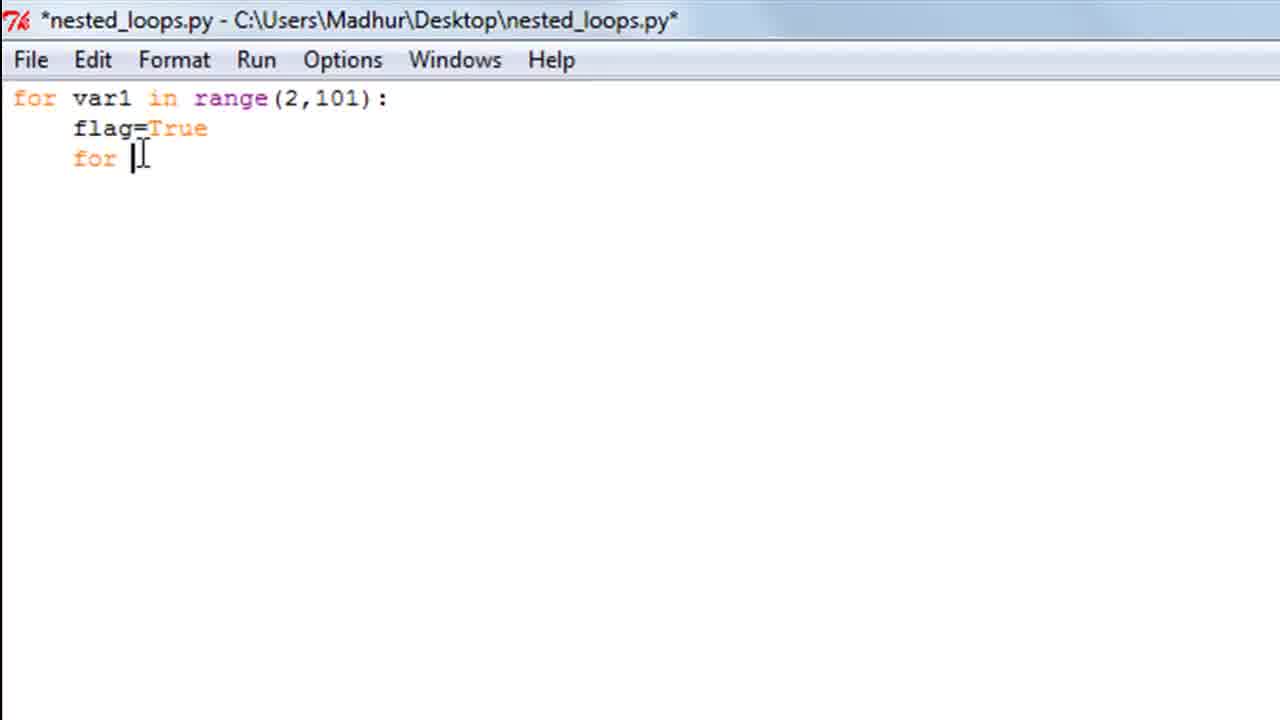 *nested_loops.py - C:\Users\Madhur\Desktop\nested_loops.py*
File Edit Format Run Options Windows Help
for var1 in range(2,101):
    flag=True
    for